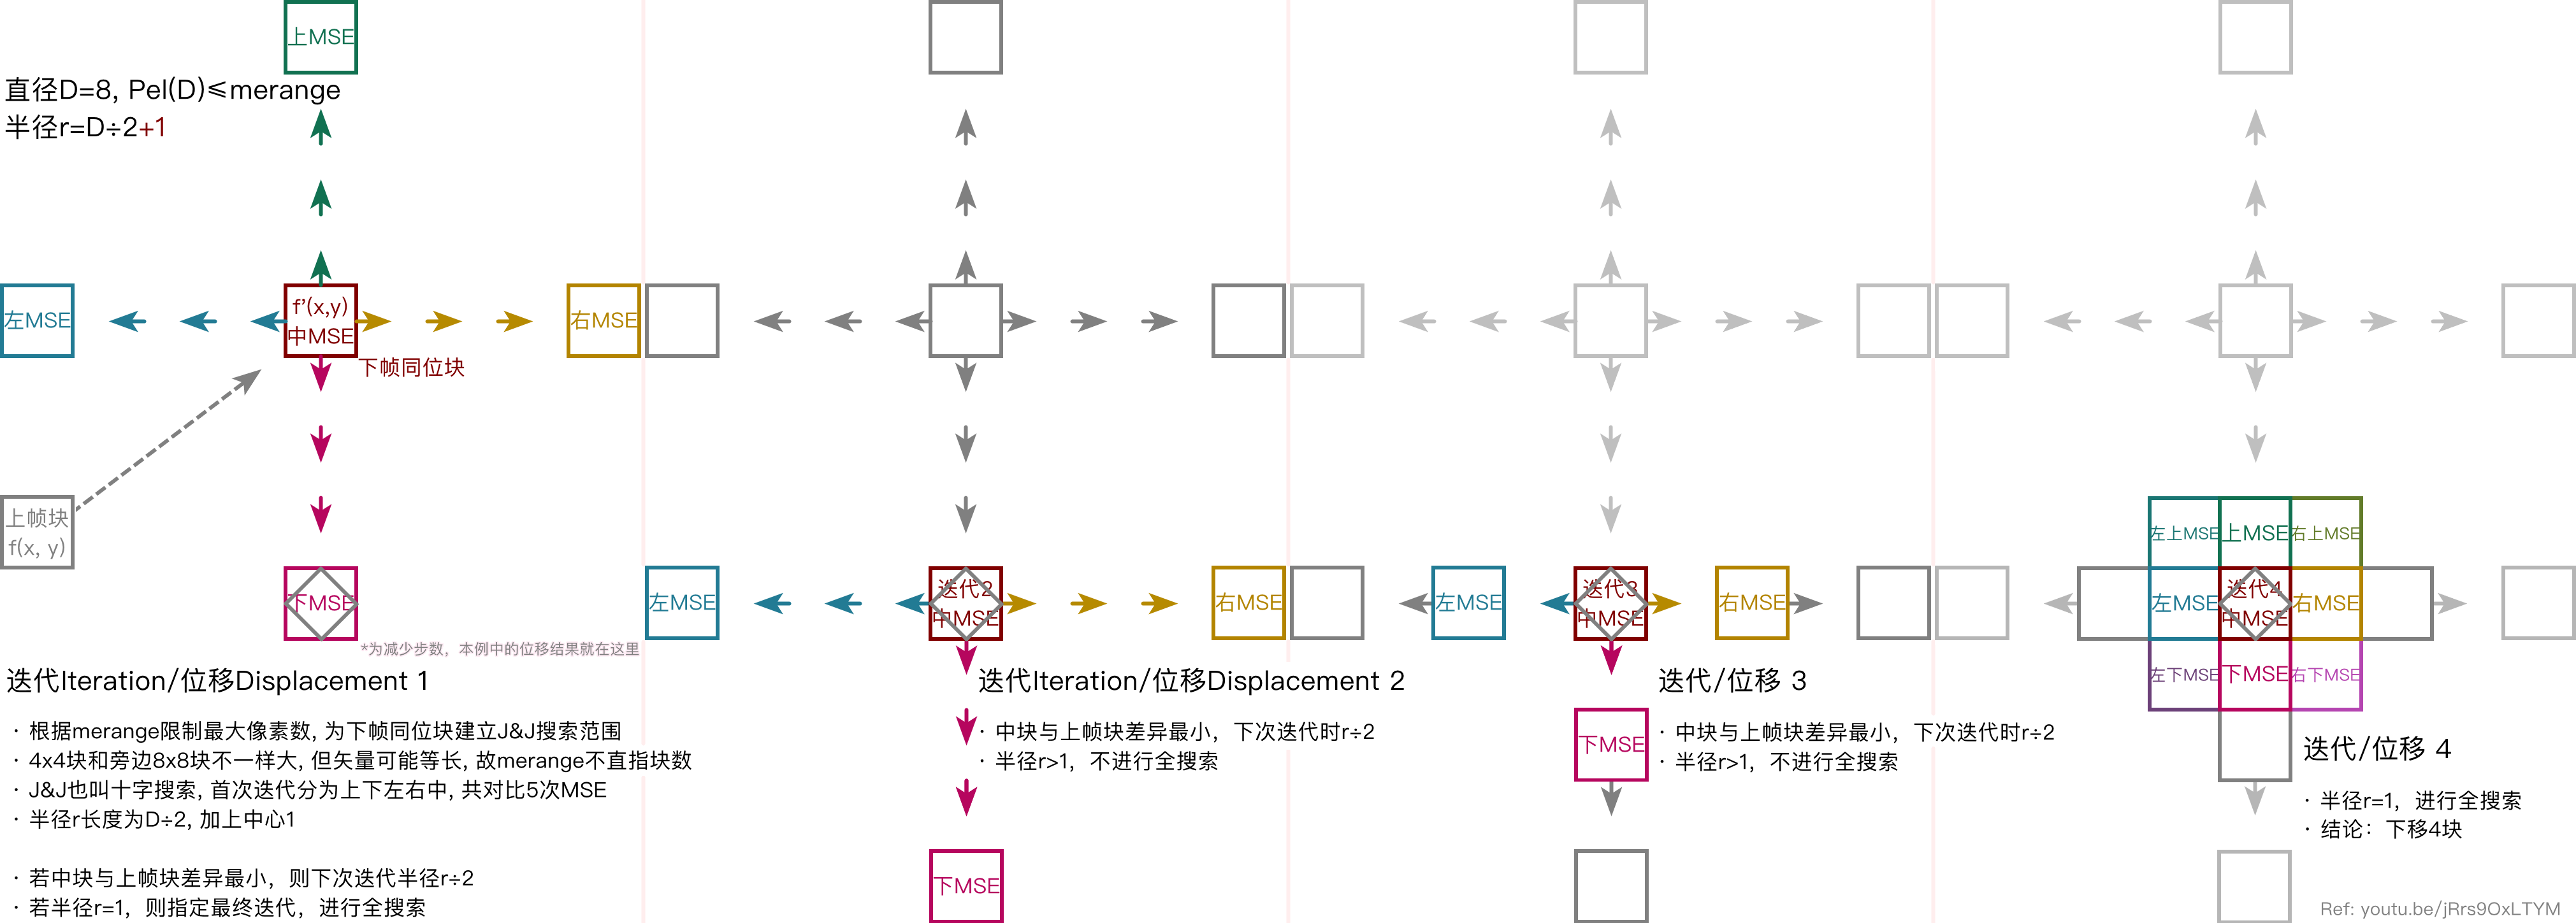 上MSE
直径D=8, Pel(D)≤merange
半径r=D÷2+1
左MSE
f'(x,y)
中MSE
右MSE
下帧同位块
上帧块
f(x, y)
下MSE
*为减少步数，本例中的位移结果就在这里
迭代Iteration/位移Displacement 1
· 根据merange限制最大像素数, 为下帧同位块建立J&J搜索范围
· 4x4块和旁边8x8块不一样大, 但矢量可能等长, 故merange不直指块数
· J&J也叫十字搜索, 首次迭代分为上下左右中, 共对比5次MSE
· 半径r长度为D÷2, 加上中心1
· 若中块与上帧块差异最小，则下次迭代半径r÷2
· 若半径r=1，则指定最终迭代，进行全搜索
左MSE
迭代2
中MSE
右MSE
迭代Iteration/位移Displacement 2
· 中块与上帧块差异最小，下次迭代时r÷2
· 半径r>1，不进行全搜索
下MSE
左MSE
迭代3
中MSE
右MSE
迭代/位移 3
下MSE
· 中块与上帧块差异最小，下次迭代时r÷2
· 半径r>1，不进行全搜索
左上MSE
上MSE
右上MSE
左MSE
迭代4
中MSE
右MSE
左下MSE
下MSE
右下MSE
迭代/位移 4
· 半径r=1，进行全搜索
· 结论：下移4块
Ref: youtu.be/jRrs9OxLTYM